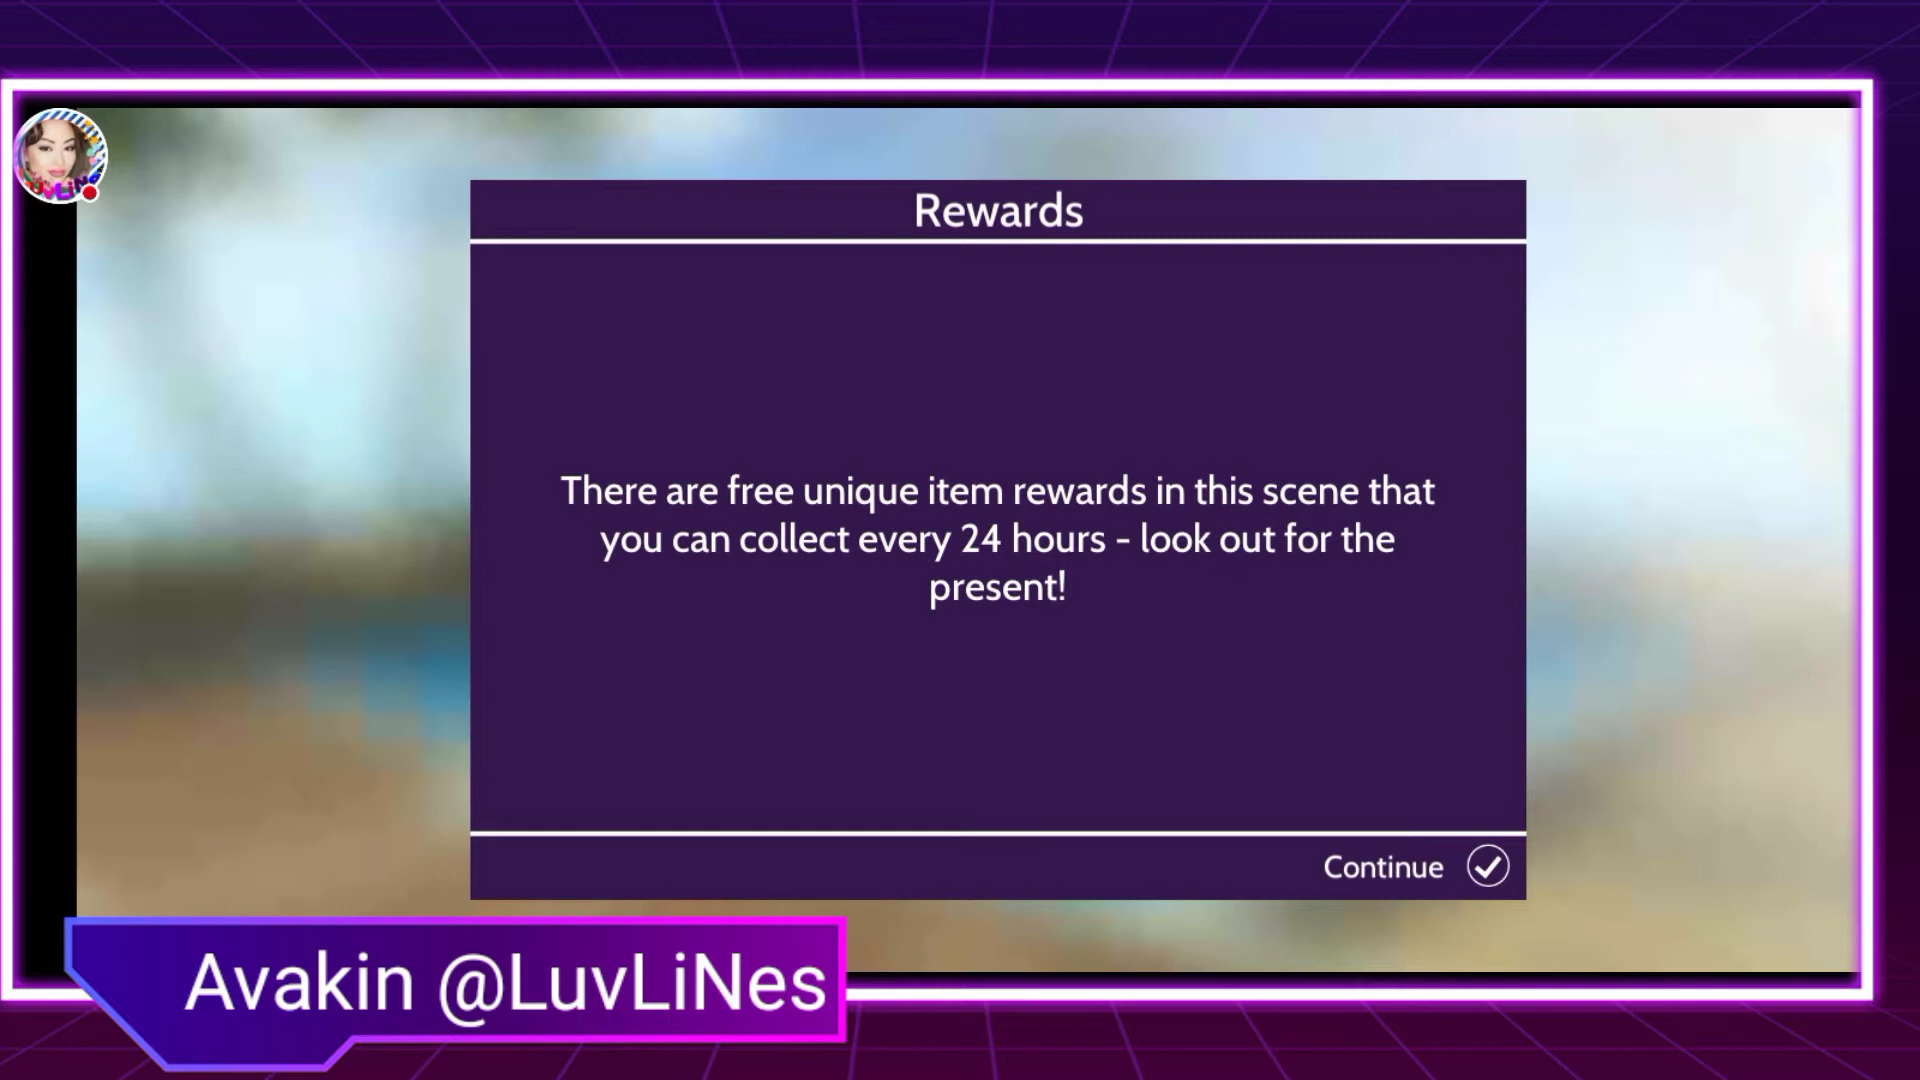 Rewards
There are free unique item rewards in this scene that
you can collect every 24 hours - look out for the
present!
Continue
Avakin @LuvLiNes